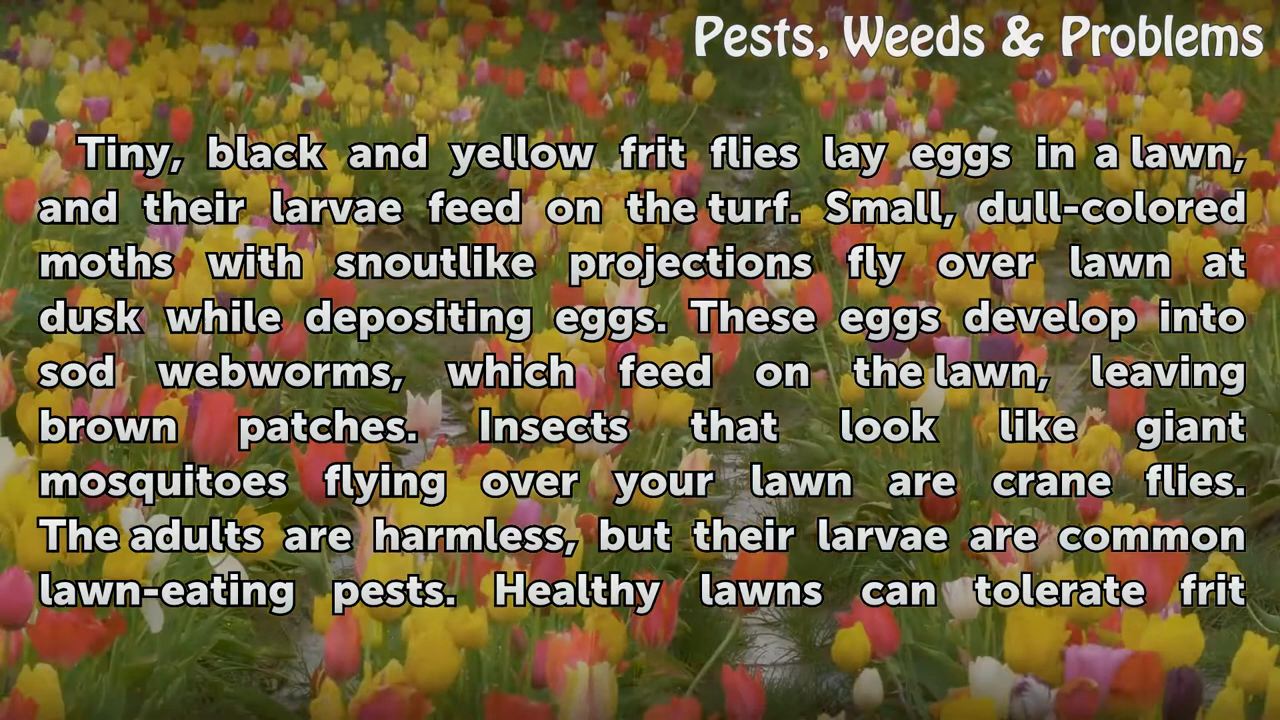 Pests, Weeds & Problems
Tiny, black and yellow frit flies lay eggs in a lawn,
and their larvae feed on the turf. Small, dull-colored
moths with snoutlike projections fly over lawn at
dusk while depositing eggs. These eggs develop into
sod webworms, which feed on the lawn, leaving
brown patches. Insects that look like giant
mosquitoes flying over your lawn are crane flies.
The adults are harmless, but their larvae are common
lawn-eating pests. Healthy lawns can tolerate frit